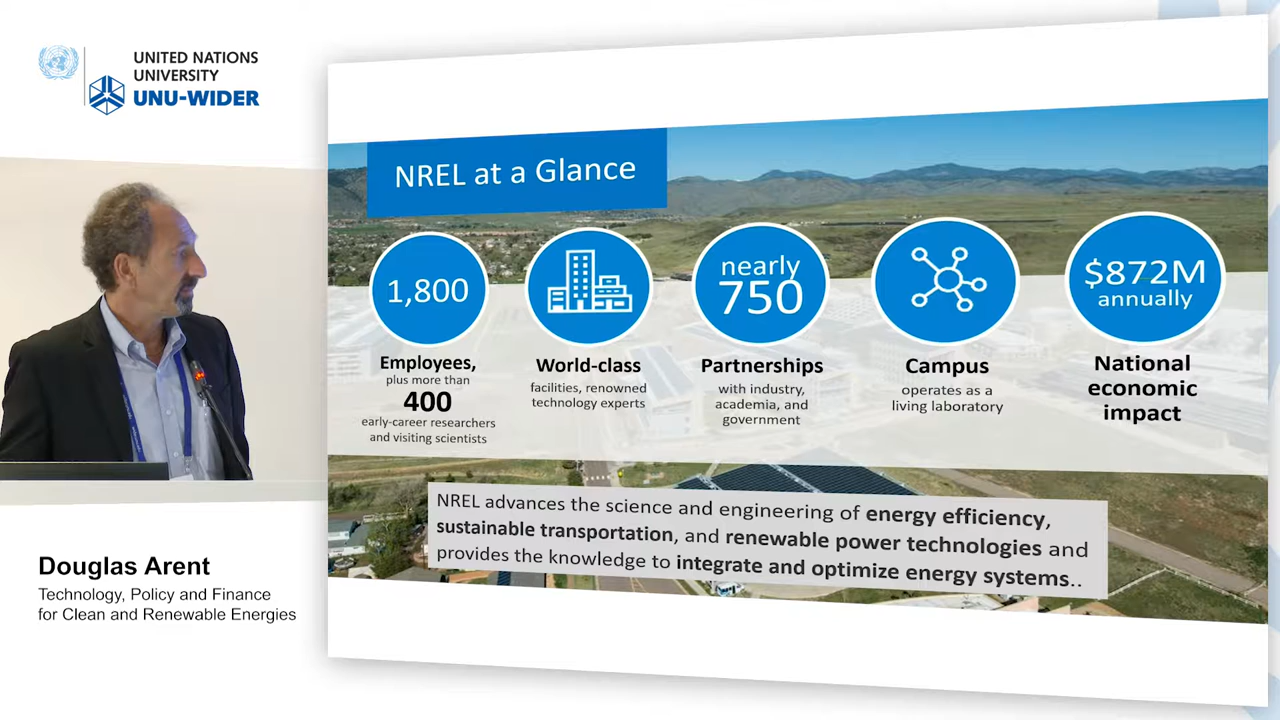 UNITED NATIONS
UNIVERSITY
UNU-WIDER
NREL at a Glance
1,800
Employees,
plus more than
400
early-career researchers
and visiting scientists
World-class
facilities, renowned
technology experts
nearly
750
Partnerships
with industry,
academia, and
government
Campus
operates as a
living laboratory
$872M
annually
National
economic
impact
NREL advances the science and engineering of energy efficiency,
sustainable transportation, and renewable power technologies and
provides the knowledge to integrate and optimize energy systems..
Douglas Arent
Technology, Policy and Finance
for Clean and Renewable Energies